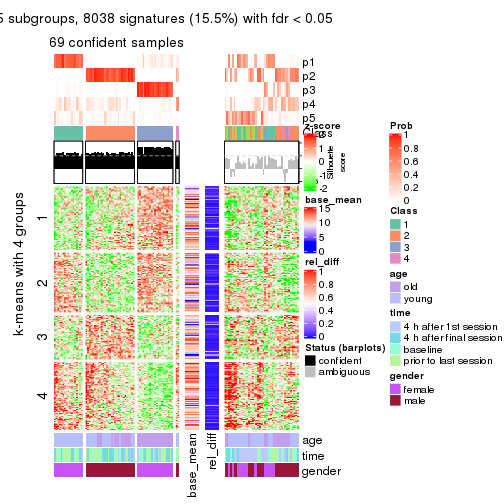 5 subgroups, 8038 signatures (15.5%) with fdr < 0.05
69 confident samples
p1
p2
p3
p4
p5
Class
Silhouette
score
k-means with 4 groups
1
2
3
4
base_mean
rel_diff
age
time
gender
z-score
2
0
-2
base_mean
15
10
5
0
rel_diff
1
0.8
0.6
0.4
0.2
0
Status (barplots)
confident
ambiguous
Prob
1
0.8
0.6
0.4
0.2
0
Class
1
2
3
4
age
old
young
time
4 h after 1st session
4 h after final session
baseline
prior to last session
gender
female
male